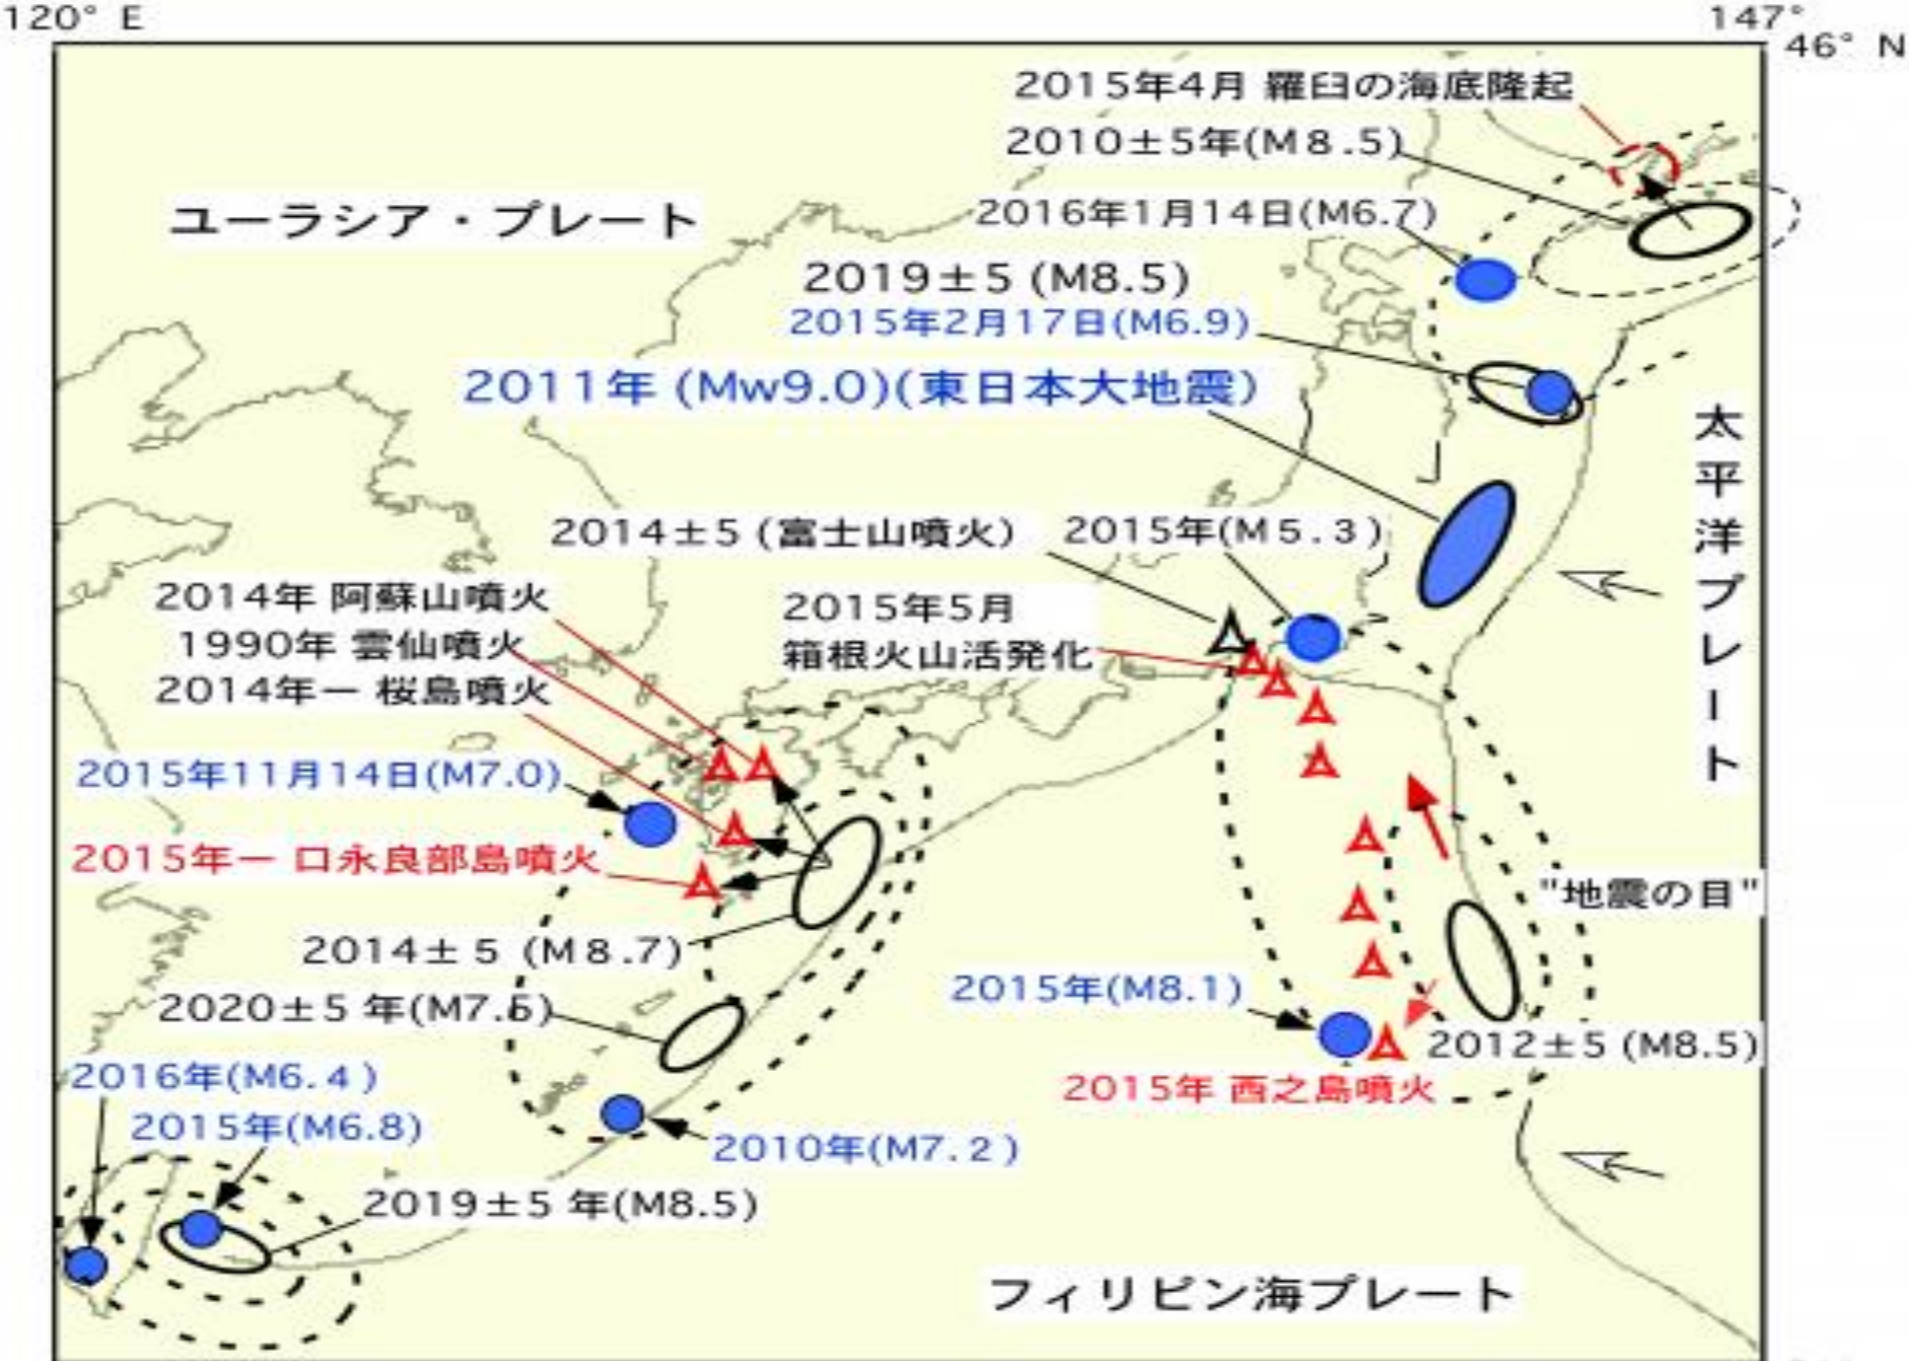 120° E
147°
46° N
2015年4月 羅臼の海底隆起
2010±5年(M8.5)
ユーラシア・プレート
2016年1月14日(M6.7)
2019±5 (M8.5)
2015年2月17日(M6.9)
2011年 (Mw9.0)(東日本大地震)
太平洋プレート
2014±5 (富士山噴火)
2015年(M5.3)
2014年 阿蘇山噴火
1990年 雲仙噴火
2014年ー 桜島噴火
2015年5月
箱根火山活発化
2015年11月14日(M7.0)
2015年ー 口永良部島噴火
"地震の目"
2014±5 (M8.7)
2015年(M8.1)
2020±5 年(M7.5)
2012±5 (M8.5)
2016年(M6.4)
2015年 西之島噴火
2015年(M6.8)
2010年(M7.2)
2019±5 年(M8.5)
フィリピン海プレート